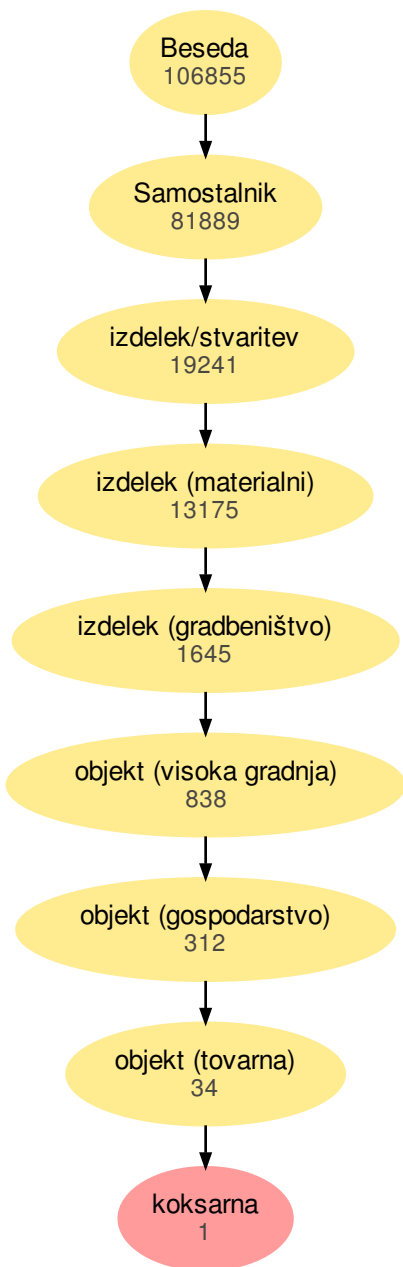 Beseda
106855
Samostalnik
81889
izdelek/stvaritev
19241
izdelek (materialni)
13175
izdelek (gradbeništvo)
1645
objekt (visoka gradnja)
838
objekt (gospodarstvo)
312
objekt (tovarna)
34
koksarna
1